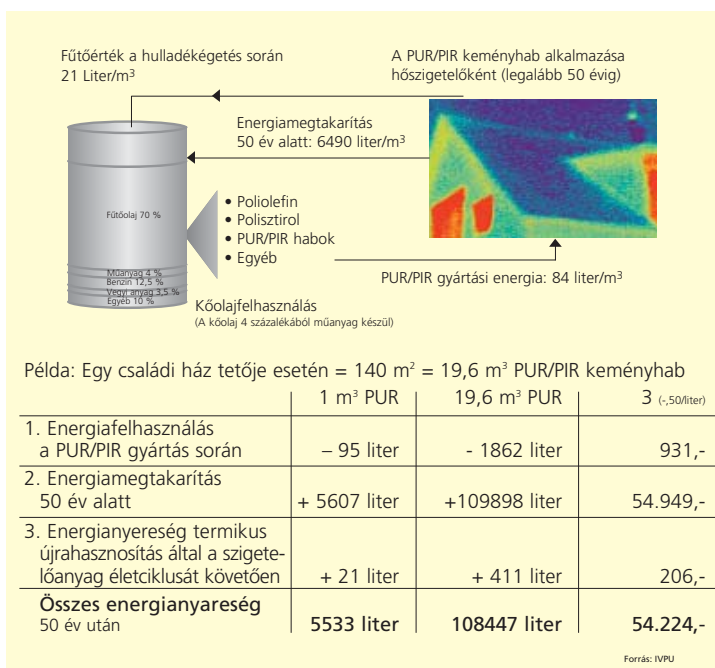 Fűtőérték a hulladékégetés során
21 Liter/m³
A PUR/PIR keményhab alkalmazása
hőszigetelőként (legalább 50 évig)
Energiamegtakarítás
50 év alatt: 6490 liter/m³
Fűtőolaj 70 %
Műanyag 4 %
Benzin 12,5 %
Vegyi anyag 3,5 %
Egyéb 10 %
• Poliolefin
• Polisztirol
• PUR/PIR habok
• Egyéb
PUR/PIR gyártási energia: 84 liter/m³
Kőolajfelhasználás
(A kőolaj 4 százalékából műanyag készül)
Példa: Egy családi ház tetője esetén = 140 m² = 19,6 m³ PUR/PIR keményhab
1 m³ PUR 19,6 m³ PUR 3 (-,50/liter)
1. Energiafelhasználás
a PUR/PIR gyártás során – 95 liter - 1862 liter 931,-
2. Energiamegtakarítás
50 év alatt + 5607 liter +109898 liter 54.949,-
3. Energianyereség termikus
újrahasznosítás által a szigete-
lőanyag életciklusát követően + 21 liter + 411 liter 206,-
Összes energianyareség
50 év után 5533 liter 108447 liter 54.224,-
Forrás: IVPU